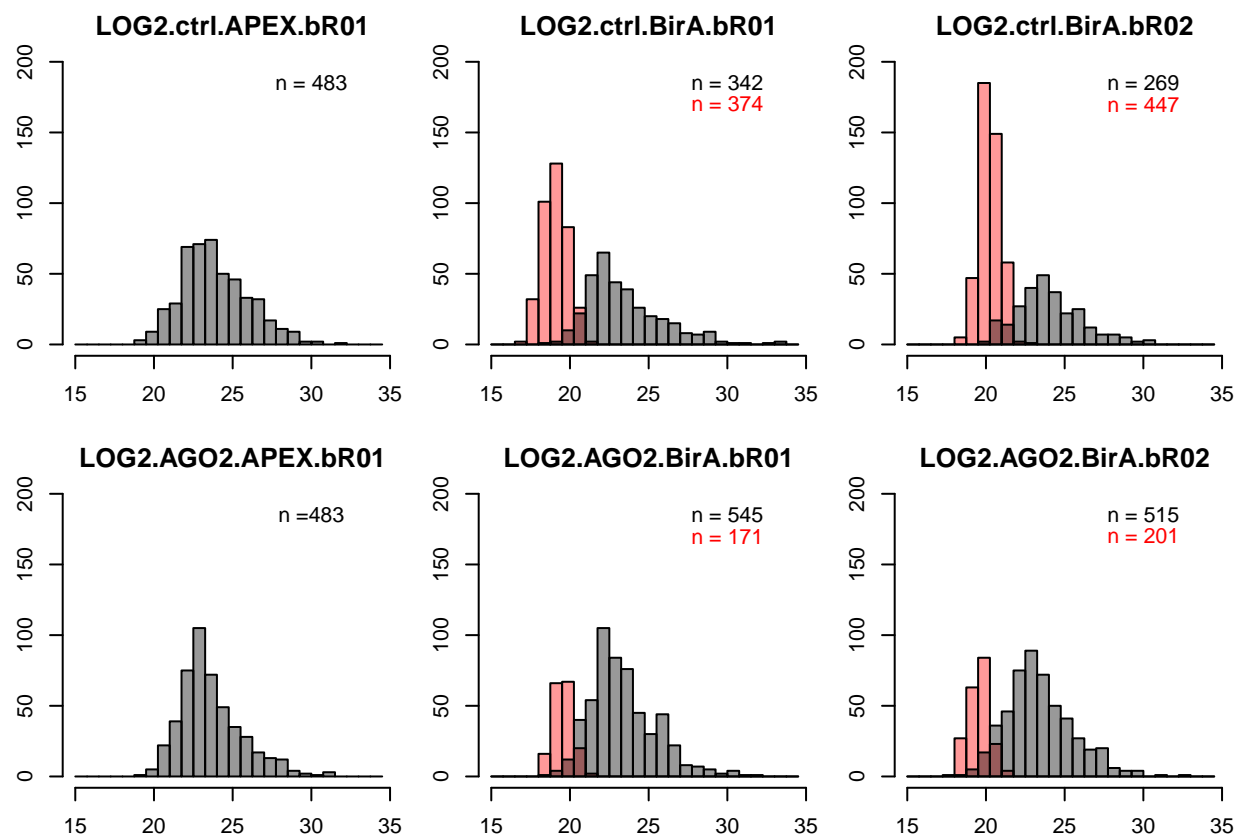 LOG2.ctrl.APEX.bR01
200
150
100
50
0
n = 483
15 20 25 30 35
LOG2.ctrl.BirA.bR01
200
150
100
50
0
n = 342
n = 374
15 20 25 30 35
LOG2.ctrl.BirA.bR02
200
150
100
50
0
n = 269
n = 447
15 20 25 30 35
LOG2.AGO2.APEX.bR01
200
150
100
50
0
n =483
15 20 25 30 35
LOG2.AGO2.BirA.bR01
200
150
100
50
0
n = 545
n = 171
15 20 25 30 35
LOG2.AGO2.BirA.bR02
200
150
100
50
0
n = 515
n = 201
15 20 25 30 35